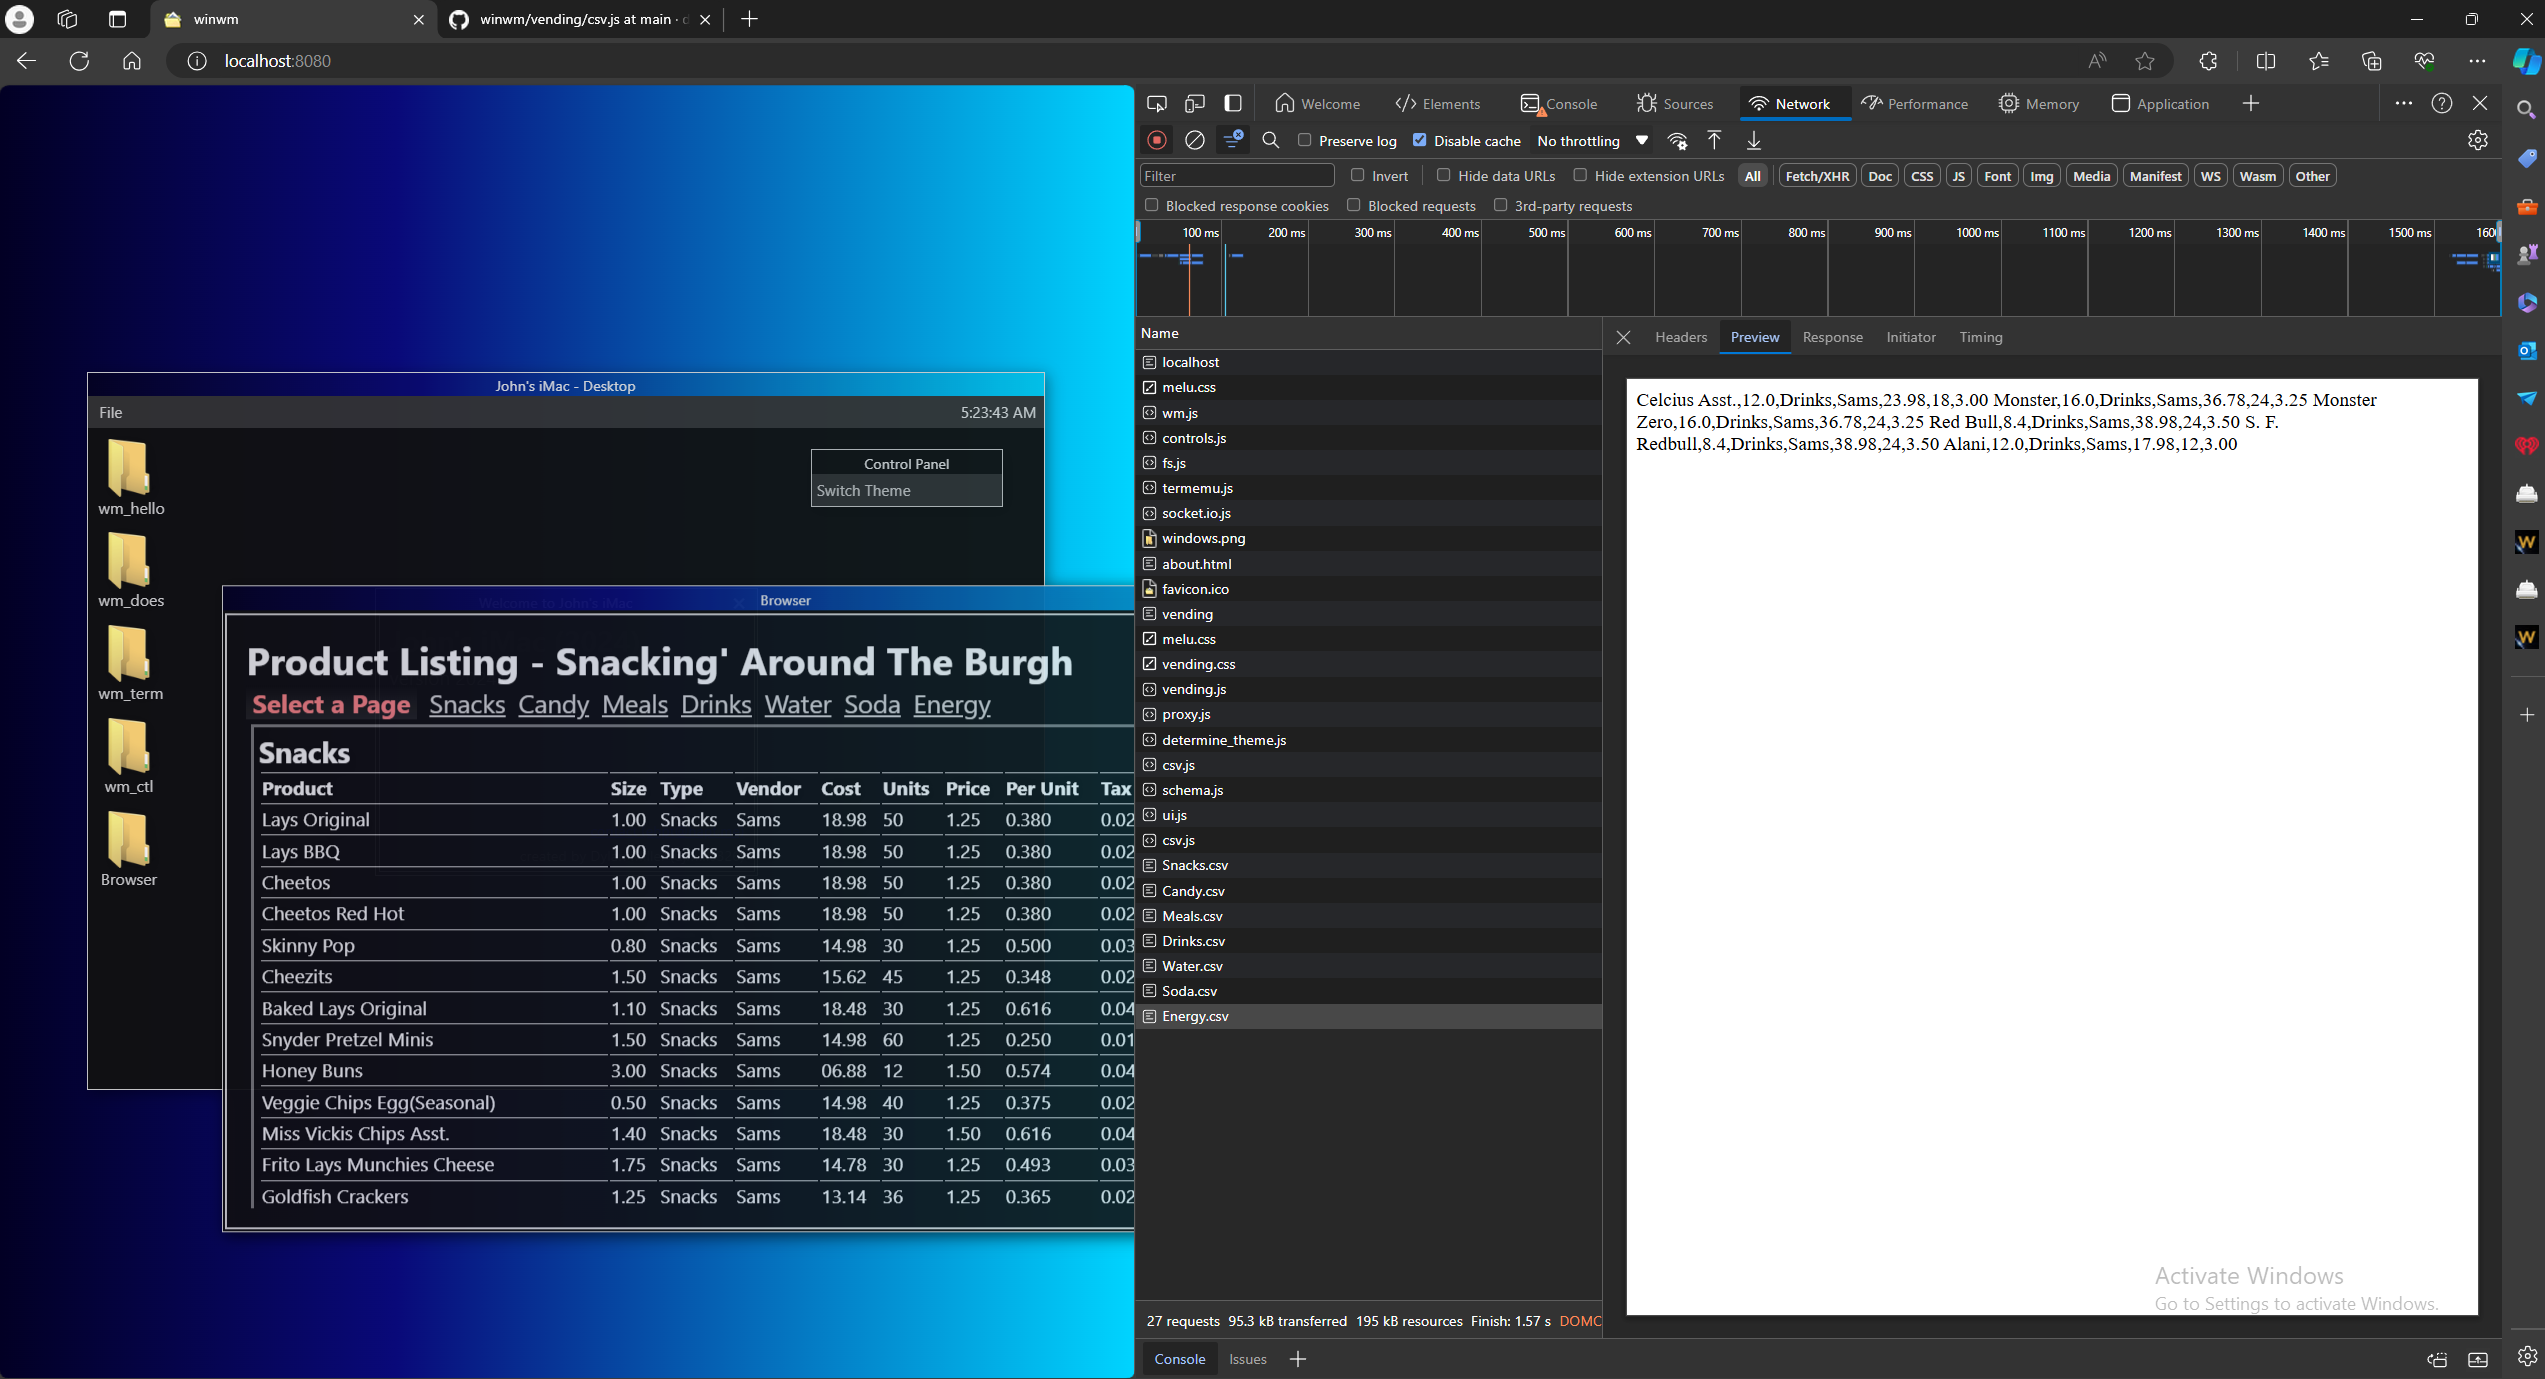 winwm
winwm/vending/csv.js at main · d
localhost:8080
John's iMac - Desktop
File
5:23:43 AM
wm_hello
wm_does
wm_term
wm_ctl
Browser
Control Panel
Switch Theme
Welcome to John's iMac
Browser
Product Listing - Snacking' Around The Burgh
Select a Page Snacks Candy Meals Drinks Water Soda Energy
Snacks
Product Size Type Vendor Cost Units Price Per Unit Tax
Lays Original 1.00 Snacks Sams 18.98 50 1.25 0.380 0.02
Lays BBQ 1.00 Snacks Sams 18.98 50 1.25 0.380 0.02
Cheetos 1.00 Snacks Sams 18.98 50 1.25 0.380 0.02
Cheetos Red Hot 1.00 Snacks Sams 18.98 50 1.25 0.380 0.02
Skinny Pop 0.80 Snacks Sams 14.98 30 1.25 0.500 0.03
Cheezits 1.50 Snacks Sams 15.62 45 1.25 0.348 0.02
Baked Lays Original 1.10 Snacks Sams 18.48 30 1.25 0.616 0.04
Snyder Pretzel Minis 1.50 Snacks Sams 14.98 60 1.25 0.250 0.01
Honey Buns 3.00 Snacks Sams 06.88 12 1.50 0.574 0.04
Veggie Chips Egg(Seasonal) 0.50 Snacks Sams 14.98 40 1.25 0.375 0.02
Miss Vickis Chips Asst. 1.40 Snacks Sams 18.48 30 1.50 0.616 0.04
Frito Lays Munchies Cheese 1.75 Snacks Sams 14.78 30 1.25 0.493 0.03
Goldfish Crackers 1.25 Snacks Sams 13.14 36 1.25 0.365 0.02
Welcome Elements Console Sources Network Performance Memory Application
Preserve log Disable cache No throttling
Filter Invert Hide data URLs Hide extension URLs All Fetch/XHR Doc CSS JS Font Img Media Manifest WS Wasm Other
Blocked response cookies Blocked requests 3rd-party requests
100 ms 200 ms 300 ms 400 ms 500 ms 600 ms 700 ms 800 ms 900 ms 1000 ms 1100 ms 1200 ms 1300 ms 1400 ms 1500 ms 160
Name
localhost
melu.css
wm.js
controls.js
fs.js
termemu.js
socket.io.js
windows.png
about.html
favicon.ico
vending
melu.css
vending.css
vending.js
proxy.js
determine_theme.js
csv.js
schema.js
ui.js
csv.js
Snacks.csv
Candy.csv
Meals.csv
Drinks.csv
Water.csv
Soda.csv
Energy.csv
Headers Preview Response Initiator Timing
Celcius Asst.,12.0,Drinks,Sams,23.98,18,3.00 Monster,16.0,Drinks,Sams,36.78,24,3.25 Monster
Zero,16.0,Drinks,Sams,36.78,24,3.25 Red Bull,8.4,Drinks,Sams,38.98,24,3.50 S. F.
Redbull,8.4,Drinks,Sams,38.98,24,3.50 Alani,12.0,Drinks,Sams,17.98,12,3.00
Activate Windows
Go to Settings to activate Windows.
27 requests 95.3 kB transferred 195 kB resources Finish: 1.57 s DOMC
Console Issues